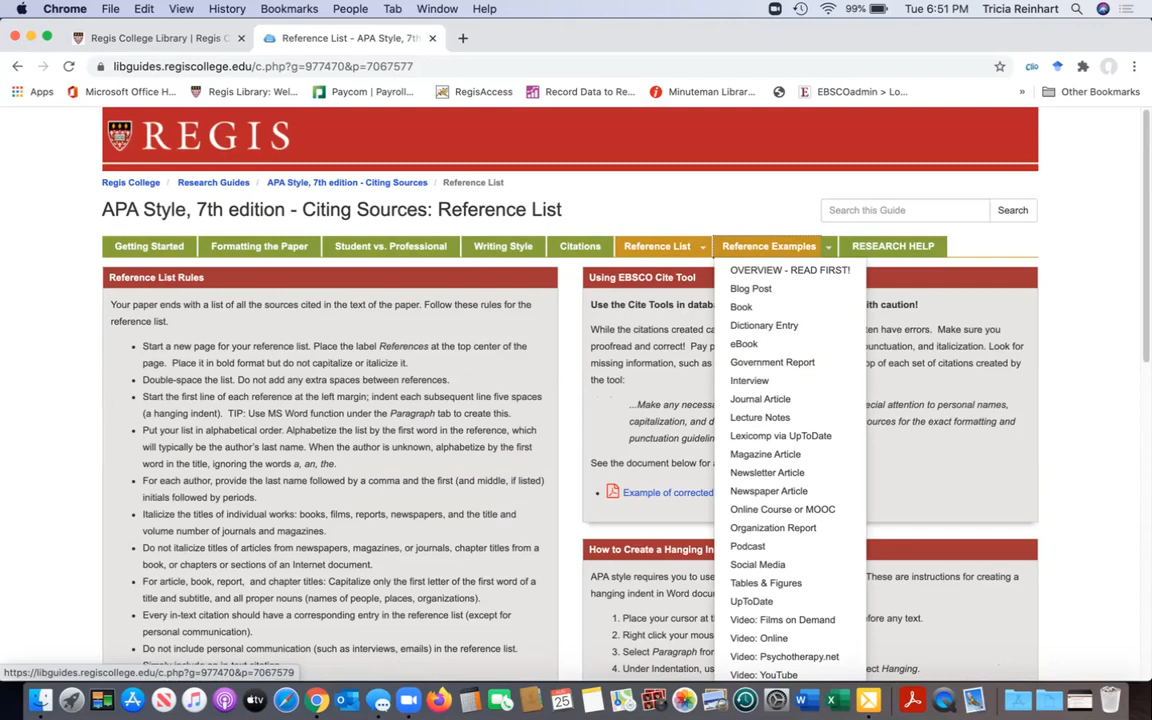 Chrome File Edit View History Bookmarks People Tab Window Help 99% Tue 6:51 PM Tricia Reinhart
Regis College Library | Regis C × Reference List - APA Style, 7th × +
libguides.regiscollege.edu/c.php?g=977470&p=7067577
Apps Microsoft Office H... Regis Library: Wel... Paycom | Payroll... RegisAccess Record Data to Re... Minuteman Librar... EBSCOadmin > Lo... » Other Bookmarks
REGIS
Regis College / Research Guides / APA Style, 7th edition - Citing Sources / Reference List
APA Style, 7th edition - Citing Sources: Reference List
Search this Guide Search
Getting Started Formatting the Paper Student vs. Professional Writing Style Citations Reference List Reference Examples RESEARCH HELP
Reference List Rules
Your paper ends with a list of all the sources cited in the text of the paper. Follow these rules for the
reference list.
• Start a new page for your reference list. Place the label References at the top center of the
page. Place it in bold format but do not capitalize or italicize it.
• Double-space the list. Do not add any extra spaces between references.
• Start the first line of each reference at the left margin; indent each subsequent line five spaces
(a hanging indent). TIP: Use MS Word function under the Paragraph tab to create this.
• Put your list in alphabetical order. Alphabetize the list by the first word in the reference, which
will typically be the author's last name. When the author is unknown, alphabetize by the first
word in the title, ignoring the words a, an, the.
• For each author, provide the last name followed by a comma and the first (and middle, if listed)
initials followed by periods.
• Italicize the titles of individual works: books, films, reports, newspapers, and the title and
volume number of journals and magazines.
• Do not italicize titles of articles from newspapers, magazines, or journals, chapter titles from a
book, or chapters or sections of an Internet document.
• For article, book, report, and chapter titles: Capitalize only the first letter of the first word of a
title and subtitle, and all proper nouns (names of people, places, organizations).
• Every in-text citation should have a corresponding entry in the reference list (except for
personal communication).
• Do not include personal communication (such as interviews, emails) in the reference list.
https://libguides.regiscollege.edu/c.php?g=977470&p=7067579
OVERVIEW - READ FIRST!
Blog Post
Book
Dictionary Entry
eBook
Government Report
Interview
Journal Article
Lecture Notes
Lexicomp via UpToDate
Magazine Article
Newsletter Article
Newspaper Article
Online Course or MOOC
Organization Report
Podcast
Social Media
Tables & Figures
UpToDate
Video: Films on Demand
Video: Online
Video: Psychotherapy.net
Video: YouTube
Using EBSCO Cite Tool
Use the Cite Tools in datab with caution!
While the citations created ca ten have errors. Make sure you
proofread and correct! Pay p unctuation, and italicization. Look for
missing information, such as op of each set of citations created by
the tool:
...Make any necessa ecial attention to personal names,
capitalization, and d ources for the exact formatting and
punctuation guidelin
See the document below for a
• Example of corrected
How to Create a Hanging In
APA style requires you to use These are instructions for creating a
hanging indent in Word docu
1. Place your cursor at th efore any text.
2. Right click your mous
3. Select Paragraph from
4. Under Indentation, us ect Hanging.
25